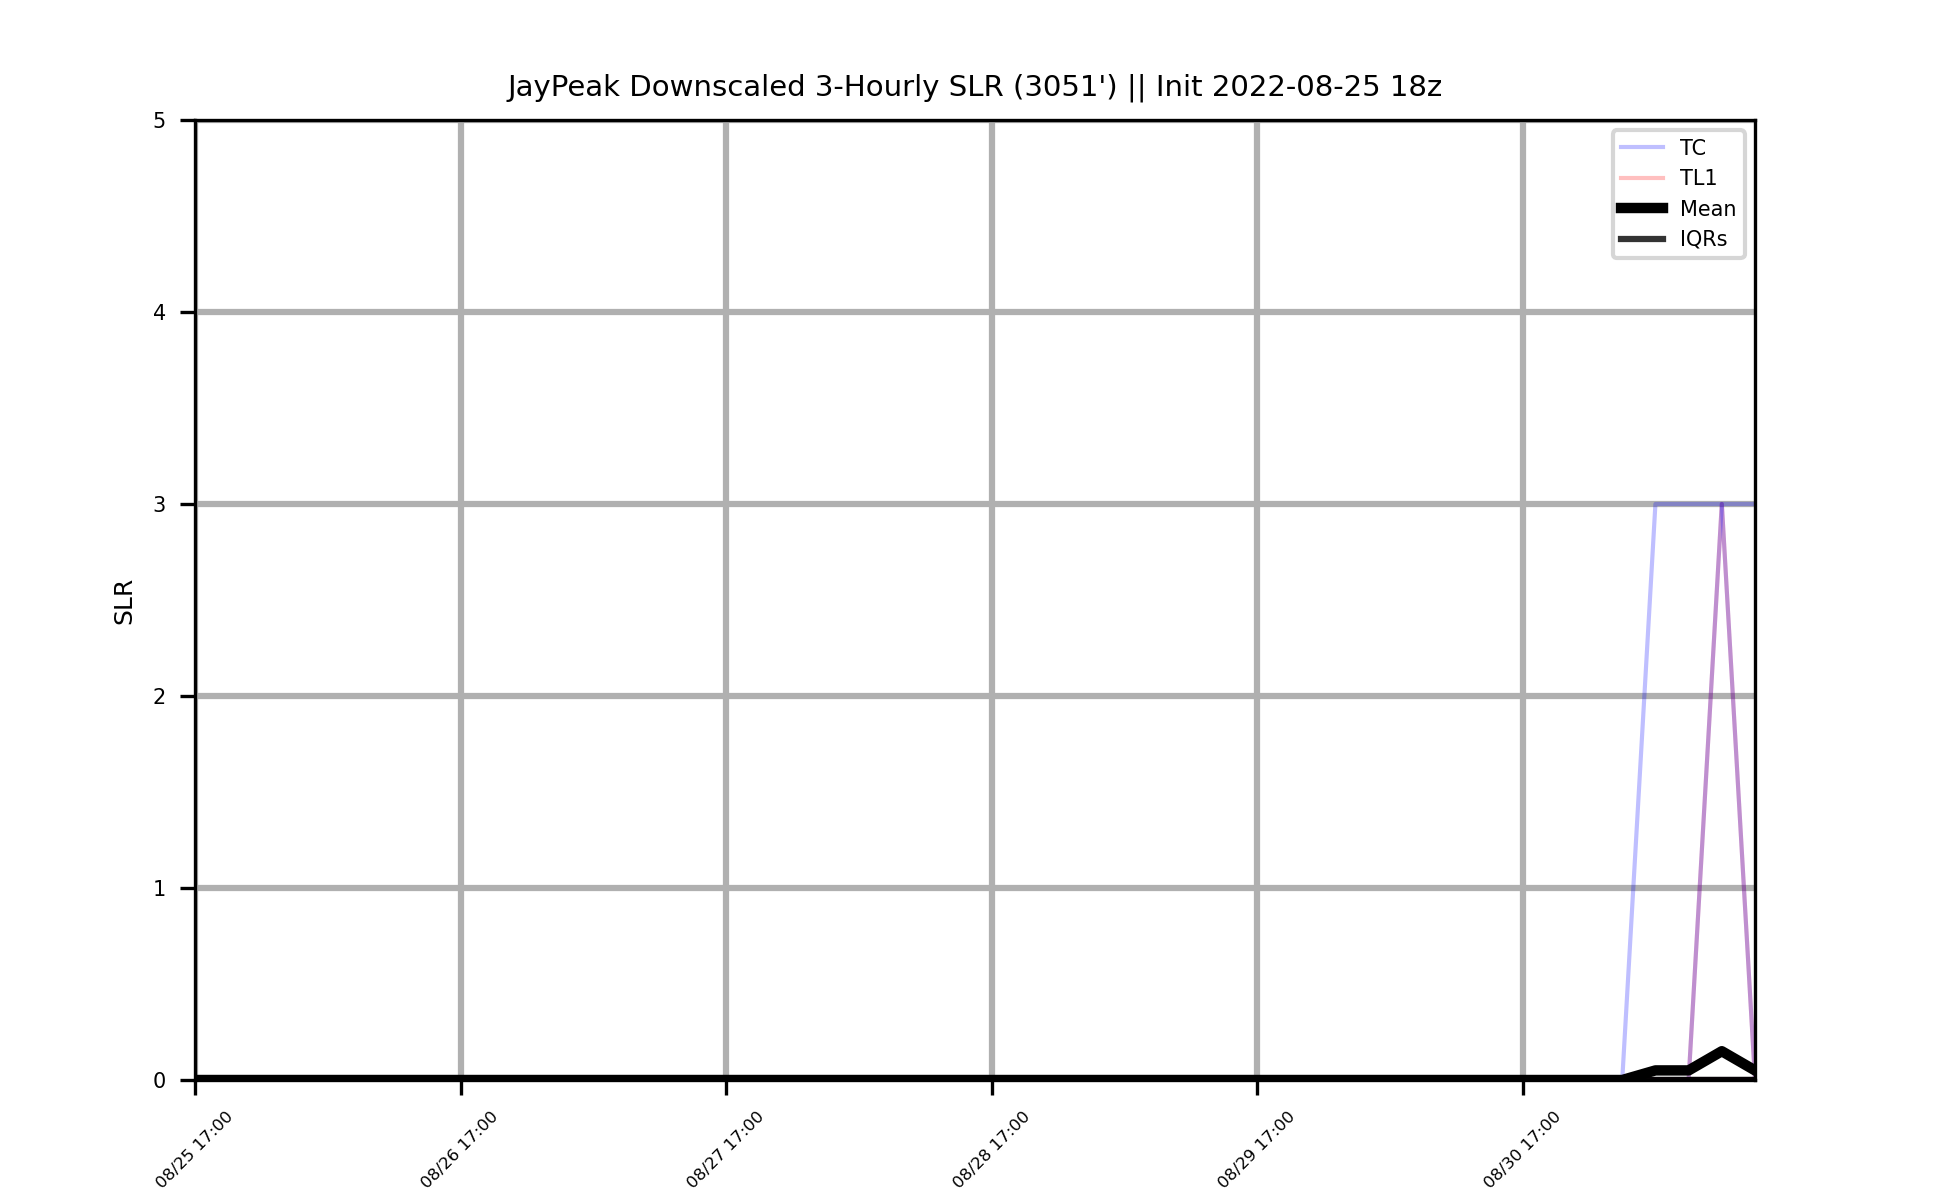 JayPeak Downscaled 3-Hourly SLR (3051') || Init 2022-08-25 18z
5
4
3
2
1
0
SLR
TC
TL1
Mean
IQRs
08/25 17:00
08/26 17:00
08/27 17:00
08/28 17:00
08/29 17:00
08/30 17:00